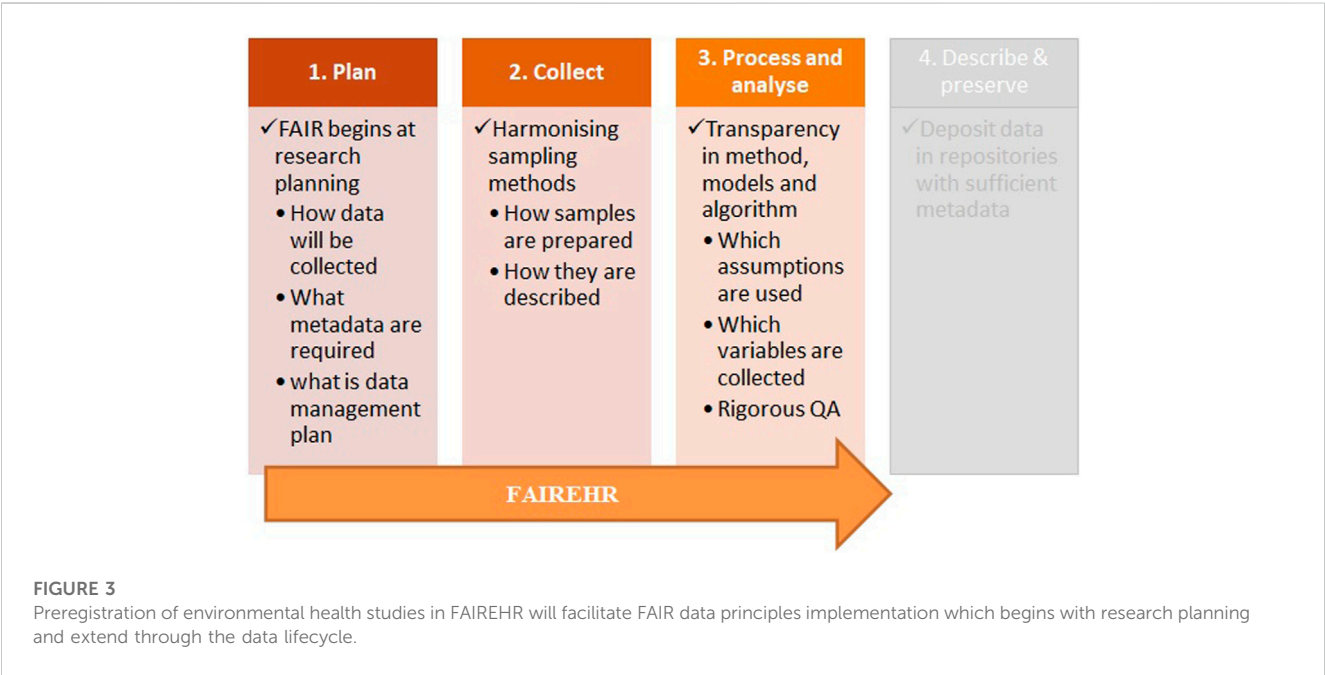 1. Plan
✓FAIR begins at
research
planning
• How data
will be
collected
• What
metadata are
required
• what is data
management
plan
2. Collect
✓Harmonising
sampling
methods
• How samples
are prepared
• How they are
described
3. Process and
analyse
✓Transparency
in method,
models and
algorithm
• Which
assumptions
are used
• Which
variables are
collected
• Rigorous QA
4. Describe &
preserve
✓Deposit data
in repositories
with sufficient
metadata
FAIREHR
FIGURE 3
Preregistration of environmental health studies in FAIREHR will facilitate FAIR data principles implementation which begins with research planning
and extend through the data lifecycle.